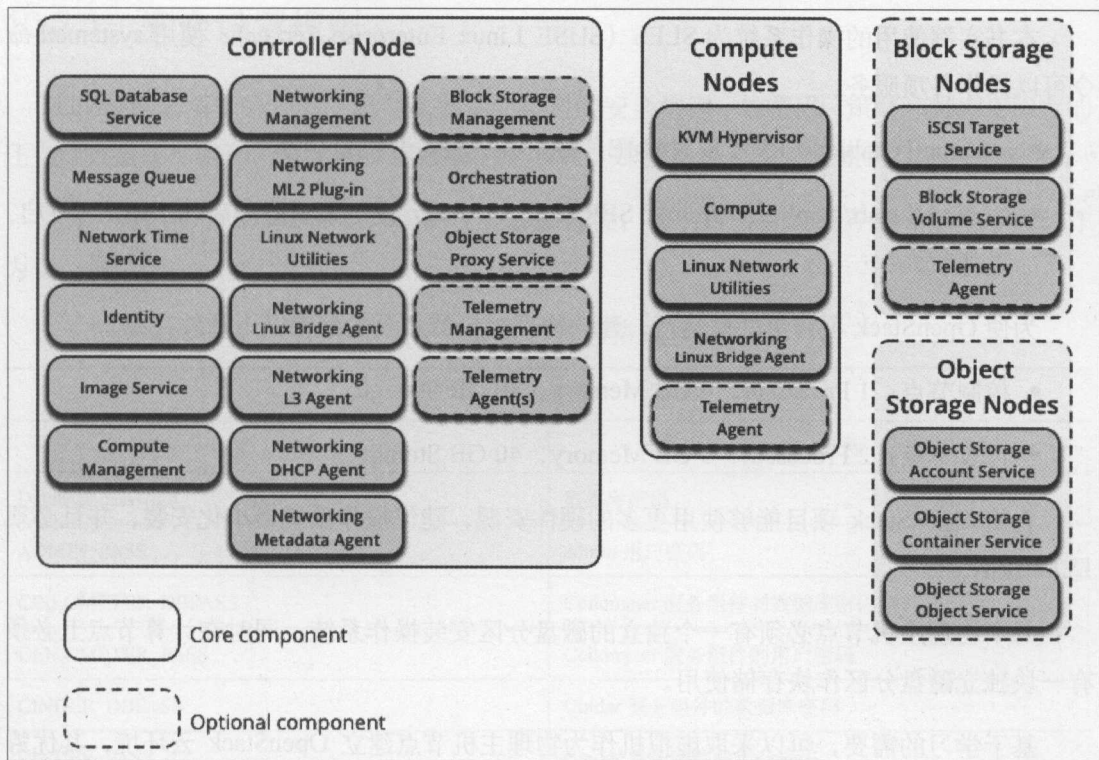 Controller Node
SQL Database
Service
Networking
Management
Block Storage
Management
Message Queue
Networking
ML2 Plug-in
Orchestration
Network Time
Service
Linux Network
Utilities
Object Storage
Proxy Service
Identity
Networking
Linux Bridge Agent
Telemetry
Management
Image Service
Networking
L3 Agent
Telemetry
Agent(s)
Compute
Management
Networking
DHCP Agent
Networking
Metadata Agent
Compute
Nodes
KVM Hypervisor
Compute
Linux Network
Utilities
Networking
Linux Bridge Agent
Telemetry
Agent
Block Storage
Nodes
iSCSI Target
Service
Block Storage
Volume Service
Telemetry
Agent
Object
Storage Nodes
Object Storage
Account Service
Object Storage
Container Service
Object Storage
Object Service
Core component
Optional component